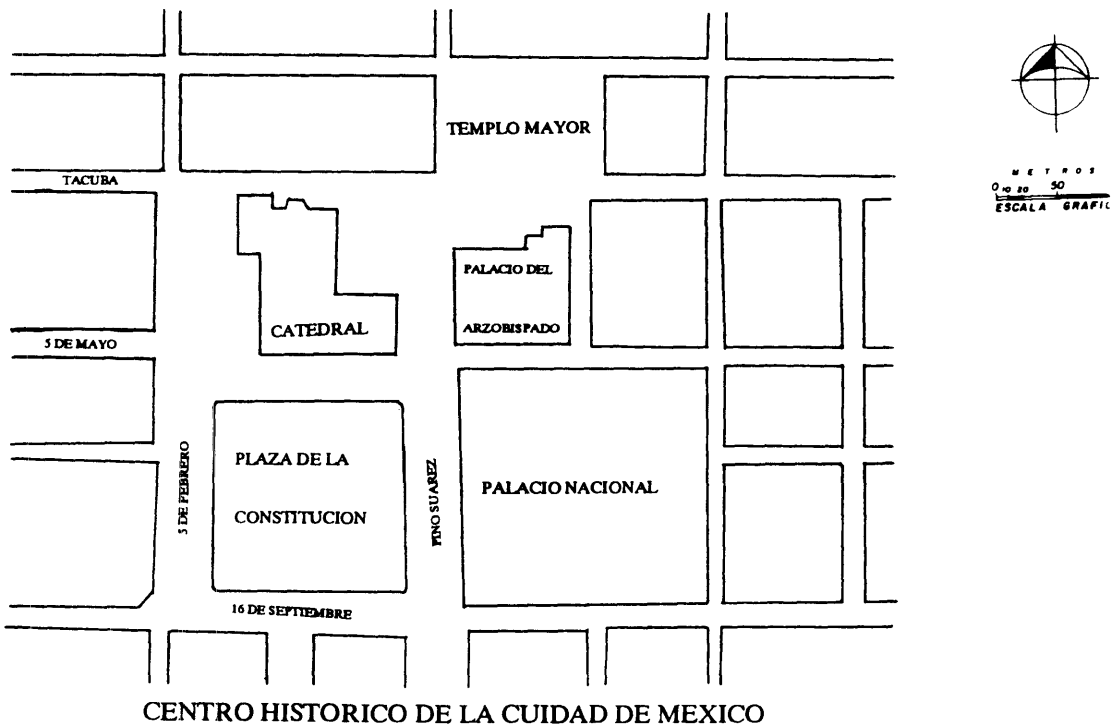 TEMPLO MAYOR
TACUBA
METROS
0 10 20 50
ESCALA GRAFIC
PALACIO DEL
ARZOBISPADO
CATEDRAL
5 DE MAYO
PLAZA DE LA
CONSTITUCION
5 DE FEBRERO
PINO SUAREZ
PALACIO NACIONAL
16 DE SEPTIEMBRE
CENTRO HISTORICO DE LA CUIDAD DE MEXICO